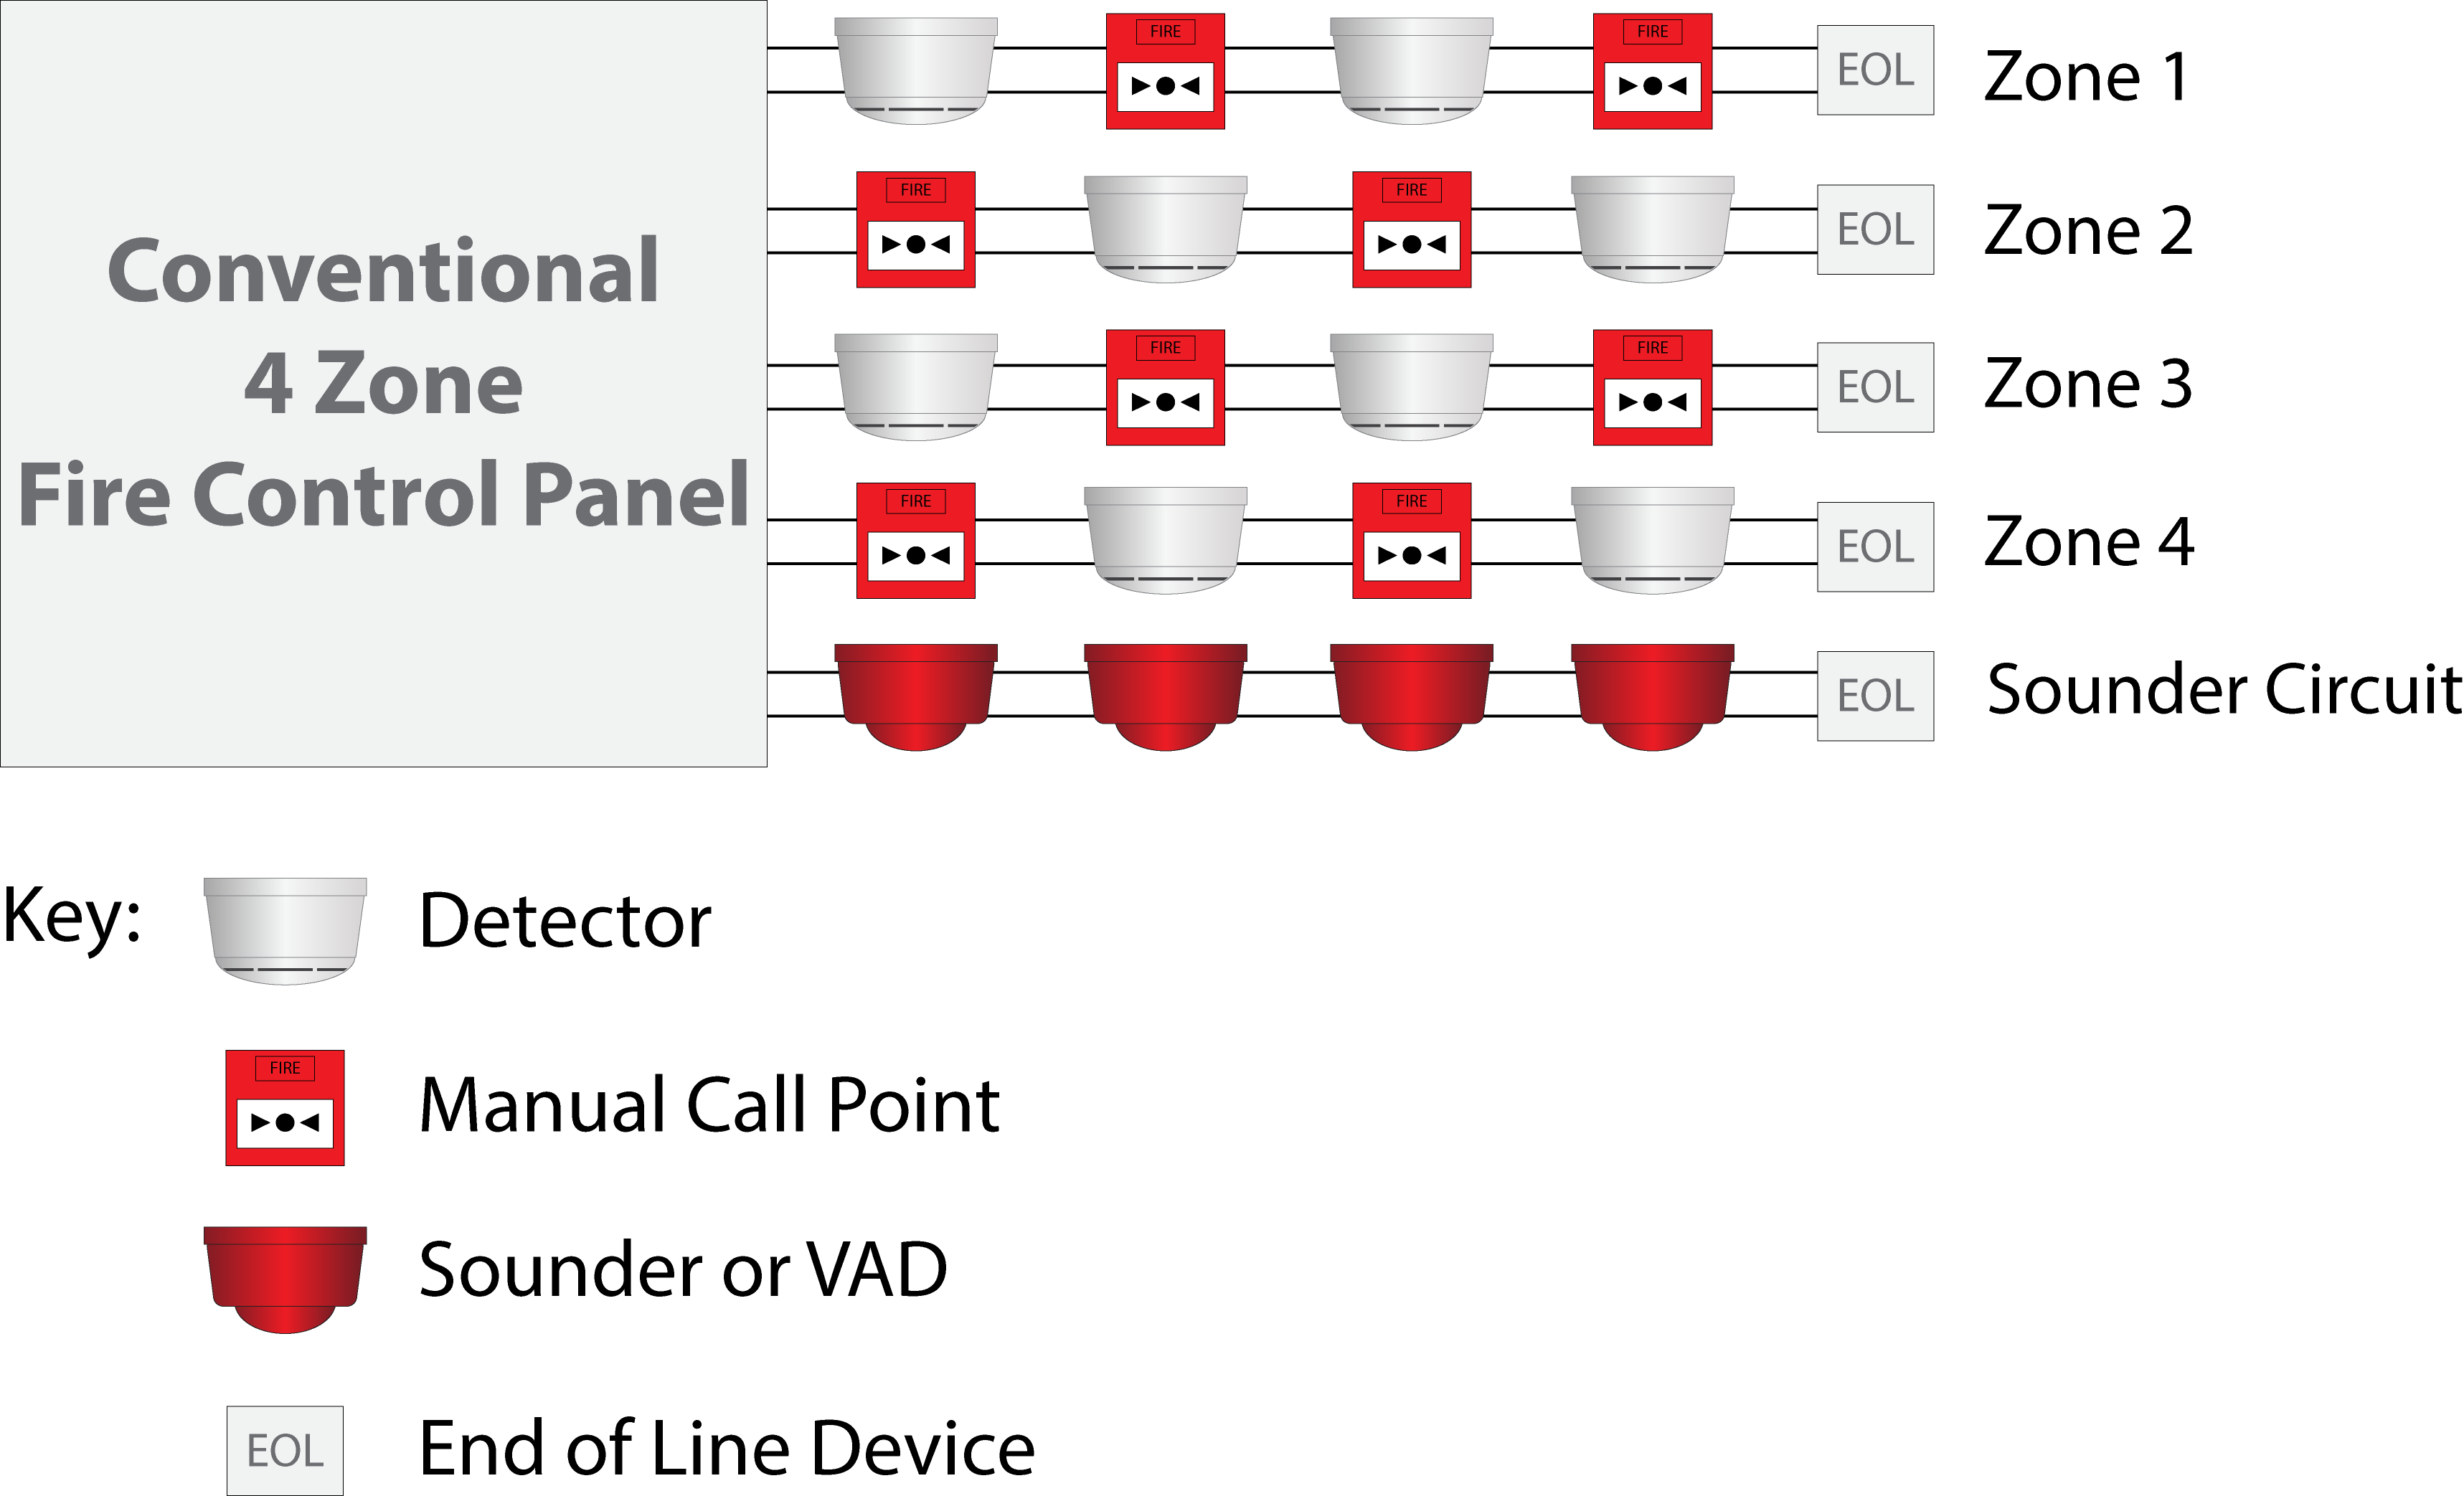 FIRE
FIRE
EOL
Zone 1
FIRE
FIRE
EOL
Zone 2
Conventional
4 Zone
Fire Control Panel
FIRE
FIRE
EOL
Zone 3
FIRE
FIRE
EOL
Zone 4
EOL
Sounder Circuit
Key:
Detector
FIRE
Manual Call Point
Sounder or VAD
EOL
End of Line Device